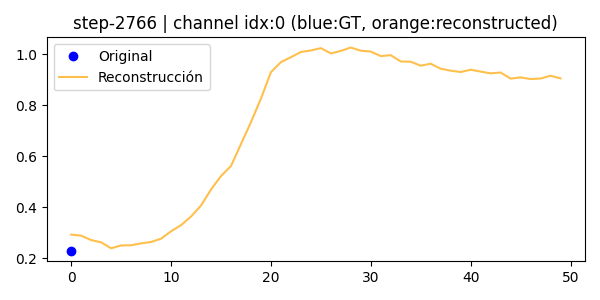 step-2766 | channel idx:0 (blue:GT, orange:reconstructed)
Original
Reconstrucción
1.0
0.8
0.6
0.4
0.2
0 10 20 30 40 50